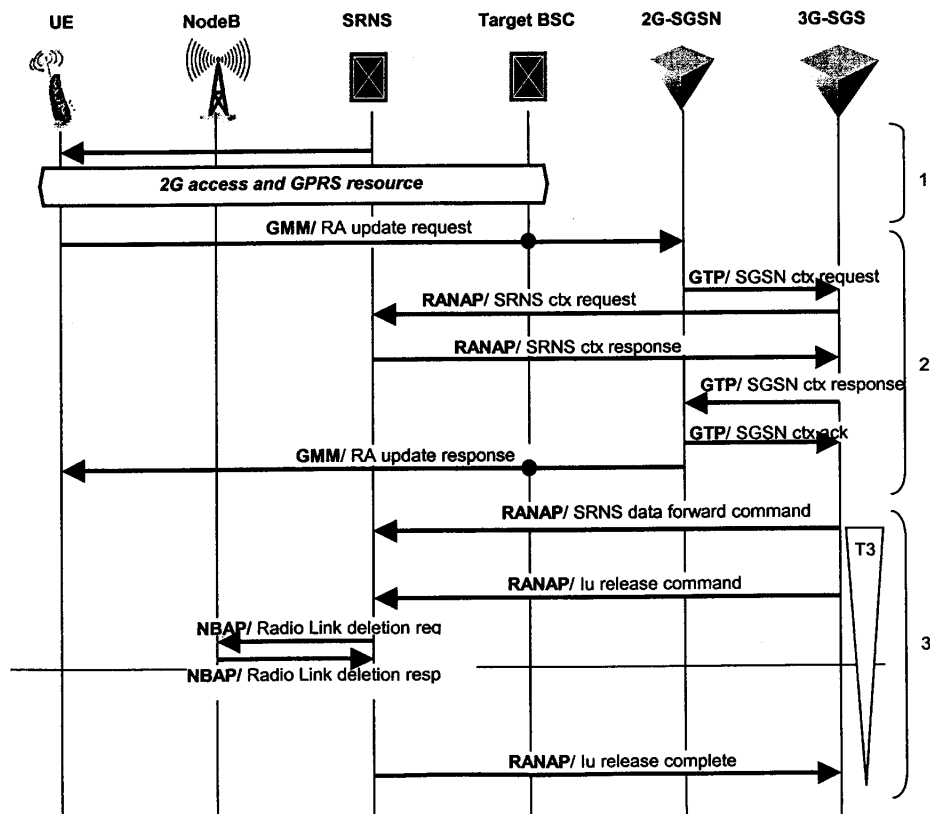 UE NodeB SRNS Target BSC 2G-SGSN 3G-SGS
1
2G access and GPRS resource
GMM/ RA update request
GTP/ SGSN ctx request
RANAP/ SRNS ctx request
RANAP/ SRNS ctx response
2
GTP/ SGSN ctx response
GTP/ SGSN ctx ack
GMM/ RA update response
RANAP/ SRNS data forward command
T3
RANAP/ Iu release command
NBAP/ Radio Link deletion req
3
NBAP/ Radio Link deletion resp
RANAP/ Iu release complete